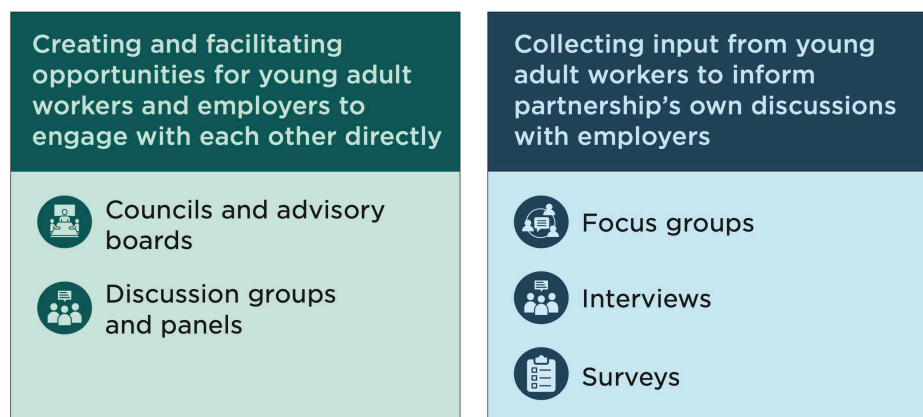 Creating and facilitating
opportunities for young adult
workers and employers to
engage with each other directly
Councils and advisory
boards
Discussion groups
and panels
Collecting input from young
adult workers to inform
partnership’s own discussions
with employers
Focus groups
Interviews
Surveys